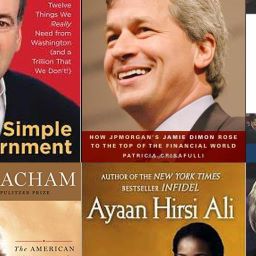 Twelve
Things We
Really
Need from
Washington
(and a
Trillion That
We Don't!)
Simple
ernment
HOW JPMORGAN'S JAMIE DIMON ROSE
TO THE TOP OF THE FINANCIAL WORLD
PATRICIA CRISAFULLI
ACHAM
PULITZER PRIZE
The AMERICAN
AUTHOR OF THE NEW YORK TIMES
BESTSELLER INFIDEL
Ayaan Hirsi Ali